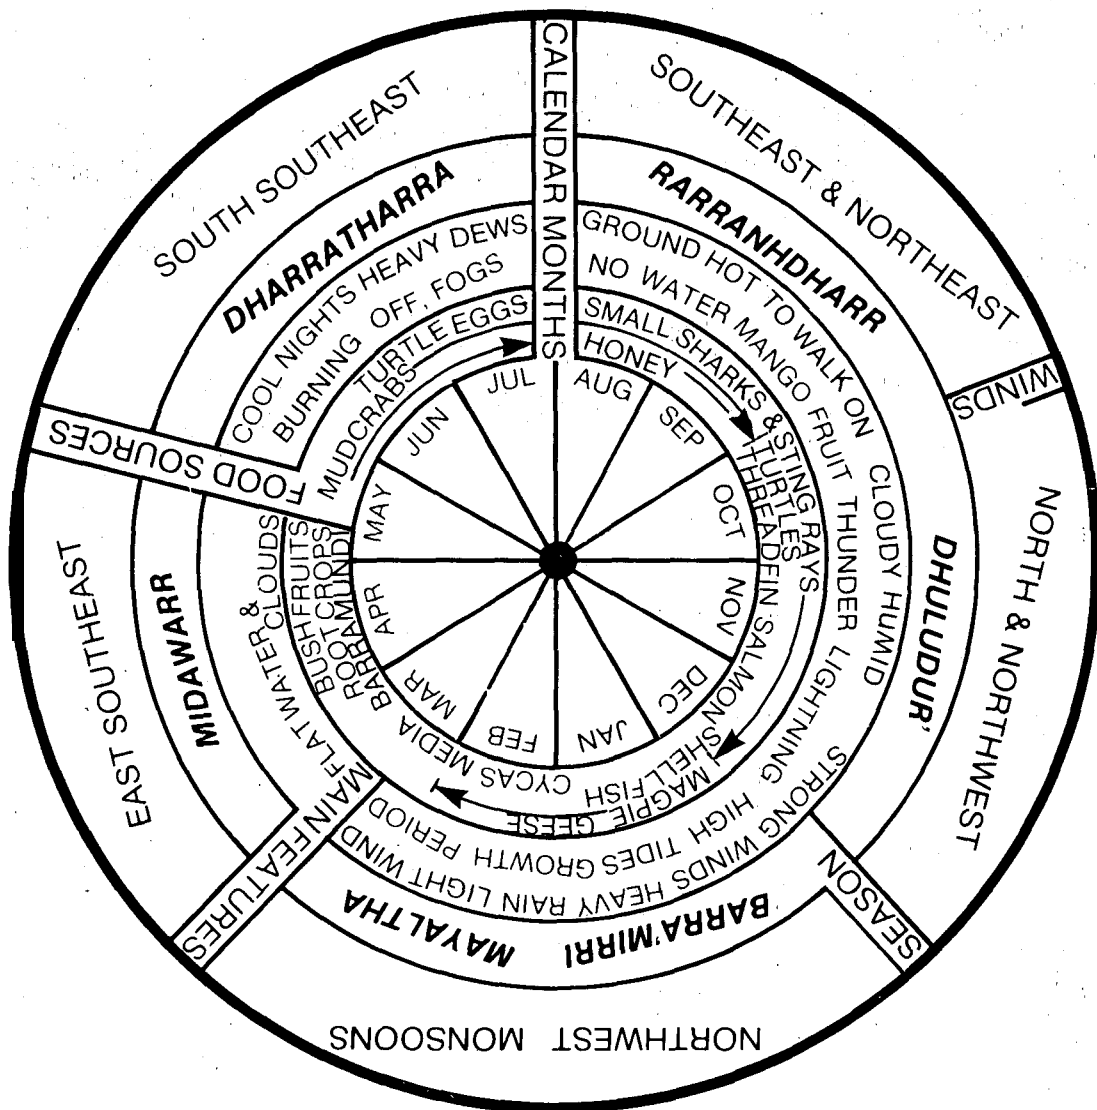 CALENDAR MONTHS
SOUTHEAST & NORTHEAST
WINDS
NORTH & NORTHWEST
SEASON
NORTHWEST MONSOONS
MAIN FEATURES
EAST SOUTHEAST
FOOD SOURCES
SOUTH SOUTHEAST
RARRANHDHARR
DHULUDUR'
BARRA'MIRRI
MAYALTHA
MIDAWARR
DHARRATHARRA
GROUND HOT TO WALK ON
NO WATER MANGO FRUIT
CLOUDY HUMID
THUNDER LIGHTNING
STRONG WINDS HEAVY RAIN
HIGH TIDES
LIGHT WIND
GROWTH PERIOD
FLAT WATER &
CLOUDS
COOL NIGHTS HEAVY DEWS
BURNING OFF, FOGS
SMALL SHARKS & STING RAYS
HONEY
TURTLES
THREADFIN SALMON
SHELLFISH
MAGPIE GEESE
CYCAS MEDIA
BUSH FRUITS
ROOT CROPS
BARRAMUNDI
TURTLE EGGS
MUDCRABS
JAN
FEB
MAR
APR
MAY
JUN
JUL
AUG
SEP
OCT
NOV
DEC